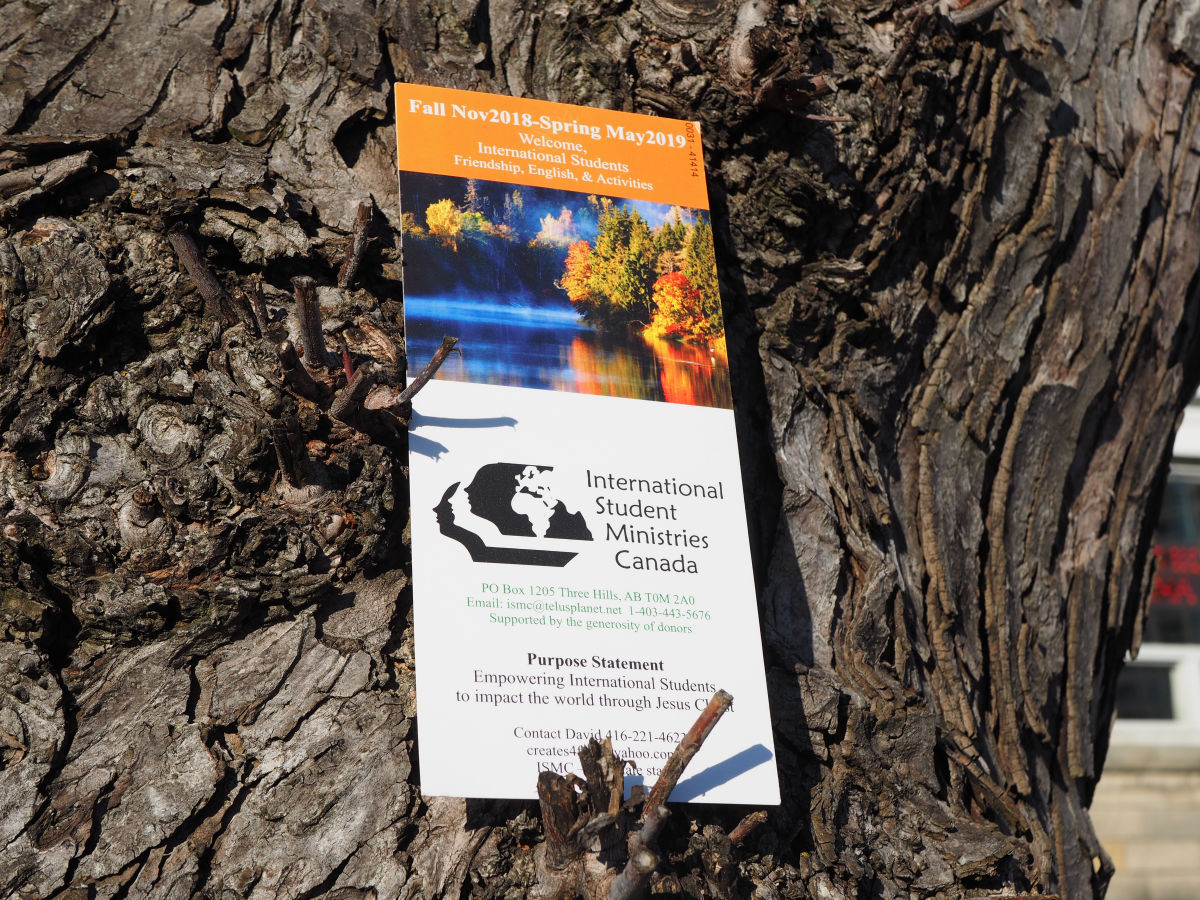 Fall Nov2018-Spring May2019
Welcome,
International Students
Friendship, English, & Activities
0031 - 41414
International
Student
Ministries
Canada
PO Box 1205 Three Hills, AB T0M 2A0
Email: ismc@telusplanet.net 1-403-443-5676
Supported by the generosity of donors
Purpose Statement
Empowering International Students
to impact the world through Jesus
Contact David 416-221-4622
ISMC